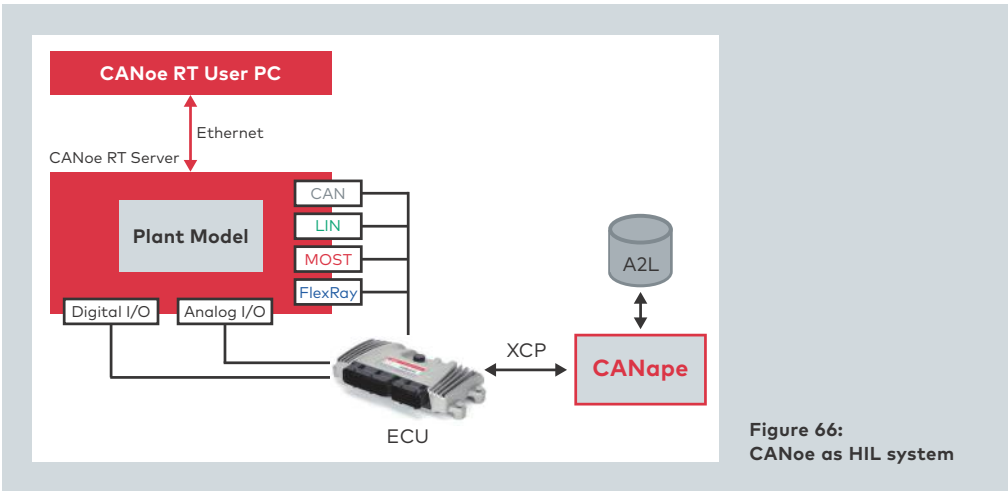 CANoe RT User PC
Ethernet
CANoe RT Server
CAN
LIN
MOST
FlexRay
Plant Model
Digital I/O
Analog I/O
ECU
XCP
A2L
CANape
Figure 66:
CANoe as HIL system